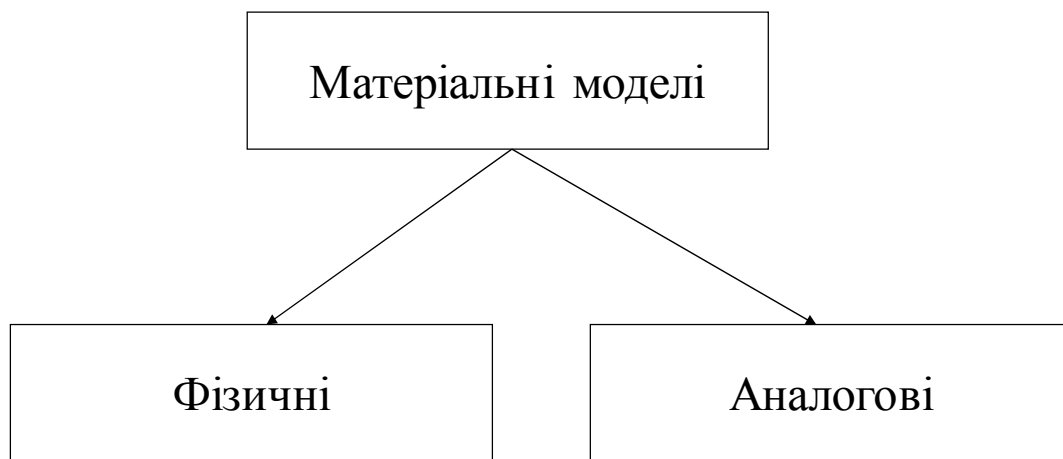 Матеріальні моделі
Фізичні
Аналогові